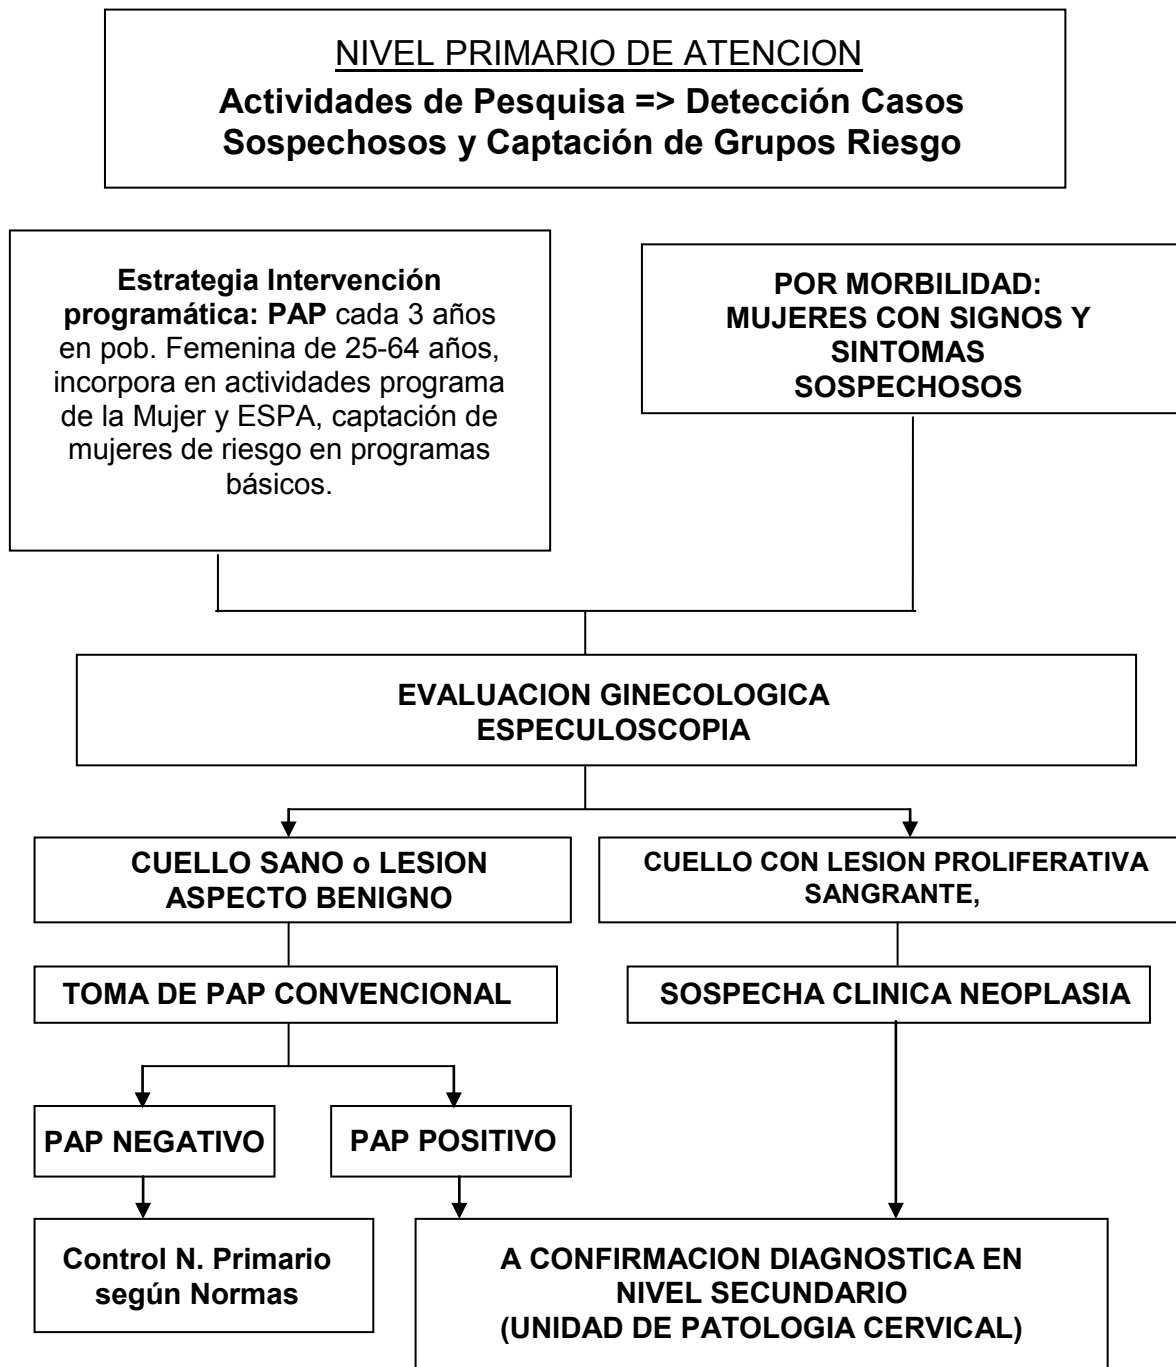 NIVEL PRIMARIO DE ATENCION
Actividades de Pesquisa => Detección Casos
Sospechosos y Captación de Grupos Riesgo
Estrategia Intervención
programática: PAP cada 3 años
en pob. Femenina de 25-64 años,
incorpora en actividades programa
de la Mujer y ESPA, captación de
mujeres de riesgo en programas
básicos.
POR MORBILIDAD:
MUJERES CON SIGNOS Y
SINTOMAS
SOSPECHOSOS
EVALUACION GINECOLOGICA
ESPECULOSCOPIA
CUELLO SANO o LESION
ASPECTO BENIGNO
CUELLO CON LESION PROLIFERATIVA
SANGRANTE,
TOMA DE PAP CONVENCIONAL
SOSPECHA CLINICA NEOPLASIA
PAP NEGATIVO
PAP POSITIVO
Control N. Primario
según Normas
A CONFIRMACION DIAGNOSTICA EN
NIVEL SECUNDARIO
(UNIDAD DE PATOLOGIA CERVICAL)